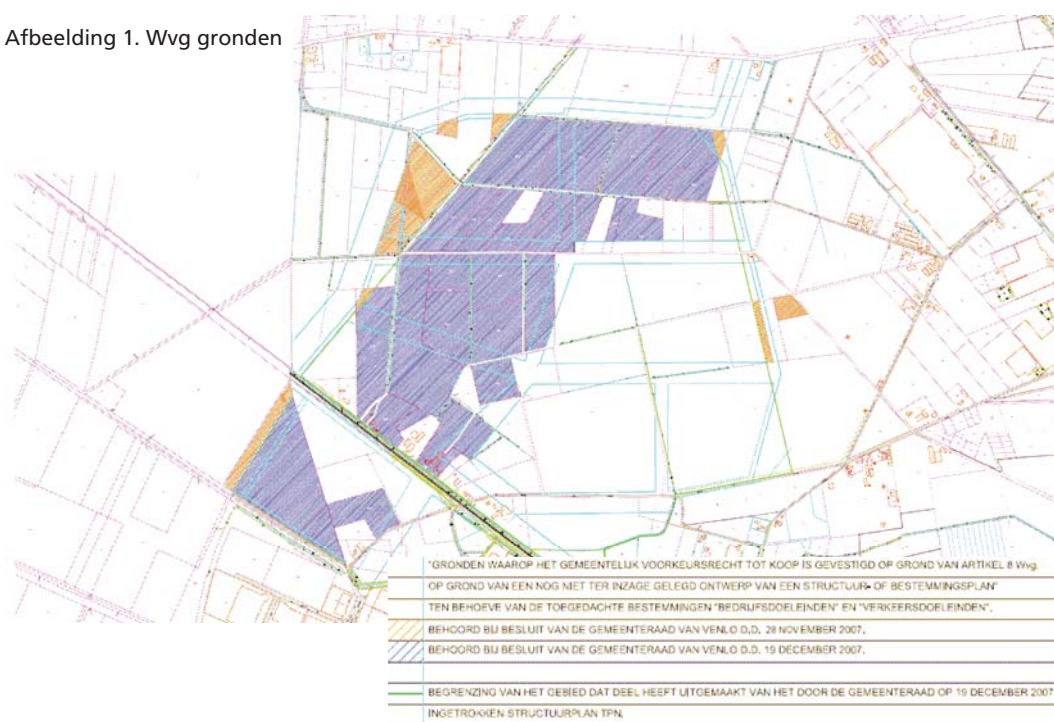 Afbeelding 1. Wvg gronden
"GRONDEN WAAROP HET GEMEENTELIJK VOORKEURSRECHT TOT KOOP IS GEVESTIGD OP GROND VAN ARTIKEL 8 Wvg,
OP GROND VAN EEN NOG NIET TER INZAGE GELEGD ONTWERP VAN EEN STRUCTUUR- OF BESTEMMINGSPLAN"
TEN BEHOEVE VAN DE TOEGEDACHTE BESTEMMINGEN "BEDRIJFSDOELEINDEN" EN "VERKEERSDOELEINDEN".
BEHOORD BIJ BESLUIT VAN DE GEMEENTERAAD VAN VENLO D.D. 28 NOVEMBER 2007.
BEHOORD BIJ BESLUIT VAN DE GEMEENTERAAD VAN VENLO D.D. 19 DECEMBER 2007.
BEGRENZING VAN HET GEBIED DAT DEEL HEEFT UITGEMAAKT VAN HET DOOR DE GEMEENTERAAD OP 19 DECEMBER 2007
INGETROKKEN STRUCTUURPLAN TPN.